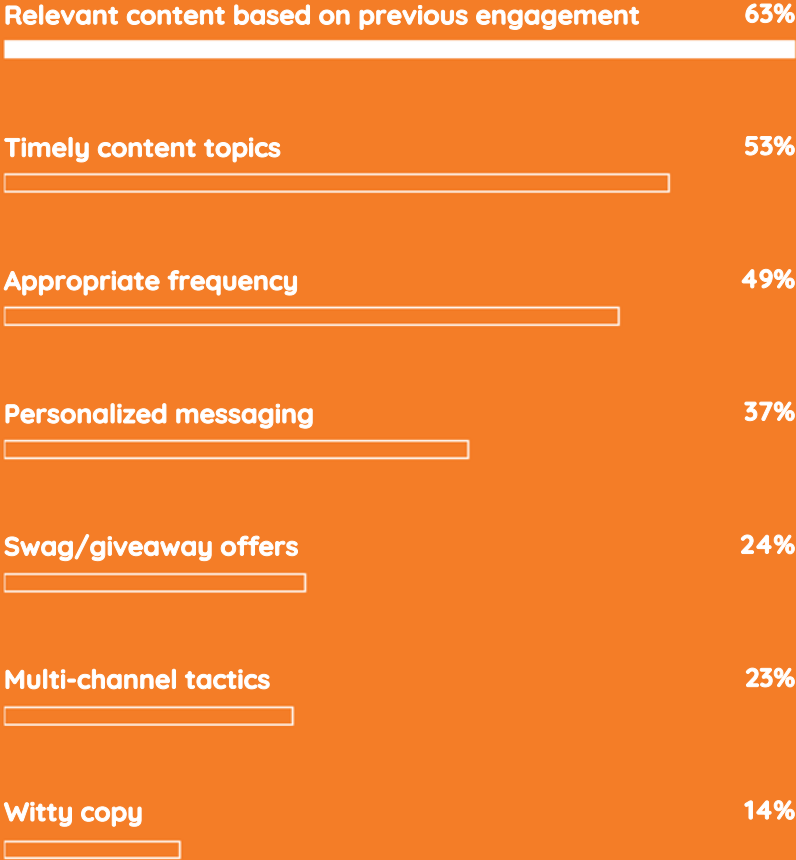 Relevant content based on previous engagement 63%
Timely content topics 53%
Appropriate frequency 49%
Personalized messaging 37%
Swag/giveaway offers 24%
Multi-channel tactics 23%
Witty copy 14%